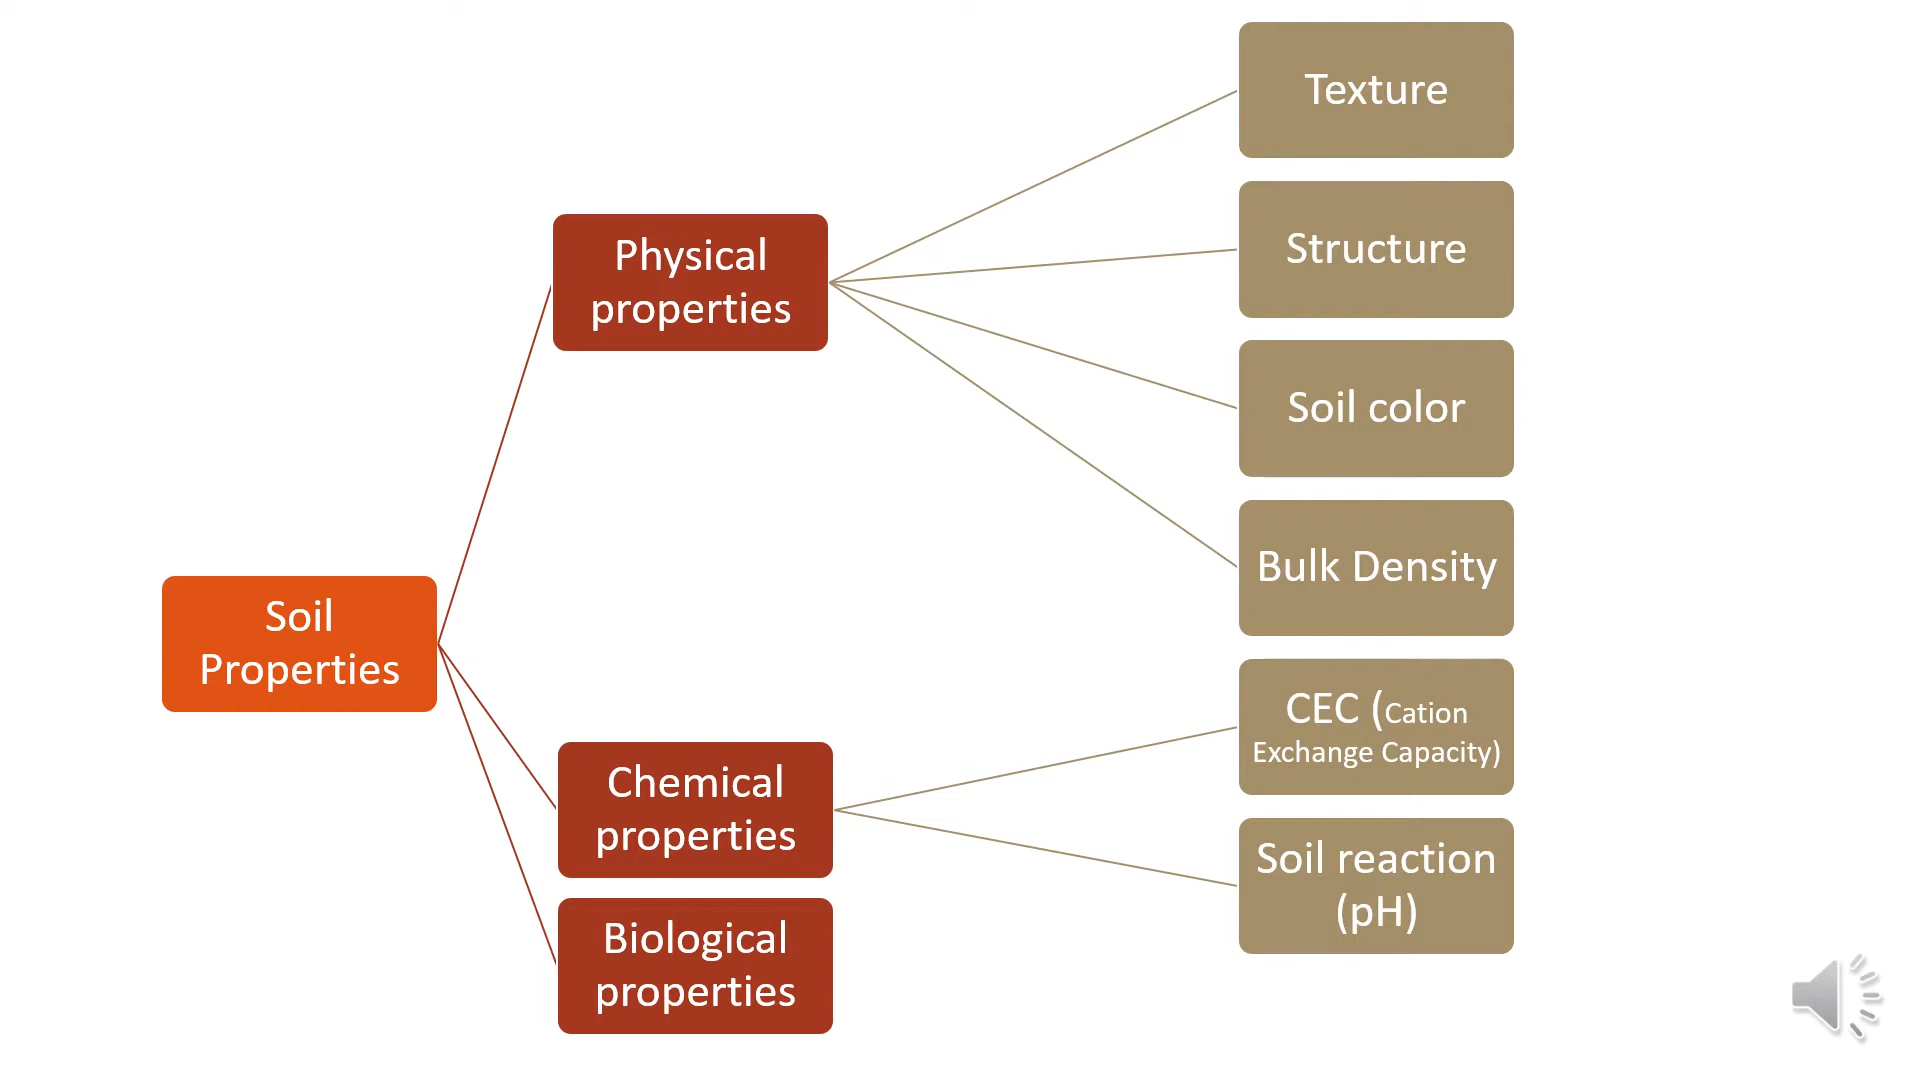 Texture
Structure
Physical
properties
Soil color
Bulk Density
Soil
Properties
CEC (Cation
Exchange Capacity)
Chemical
properties
Soil reaction
(pH)
Biological
properties